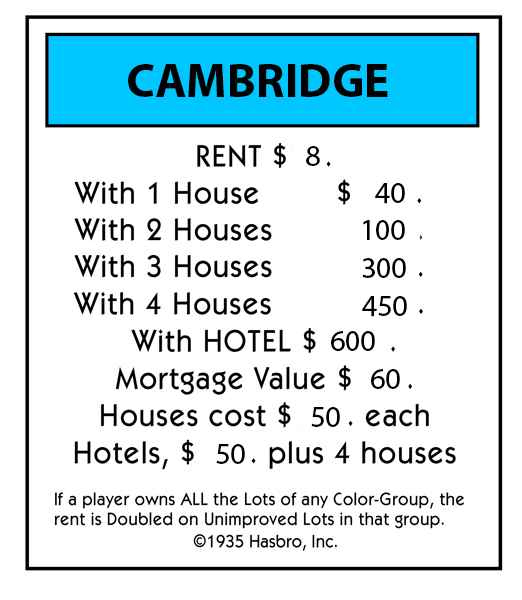 CAMBRIDGE
RENT $ 8.
With 1 House $ 40.
With 2 Houses 100.
With 3 Houses 300.
With 4 Houses 450.
With HOTEL $ 600.
Mortgage Value $ 60.
Houses cost $ 50. each
Hotels, $ 50. plus 4 houses
If a player owns ALL the Lots of any Color-Group, the
rent is Doubled on Unimproved Lots in that group.
©1935 Hasbro, Inc.